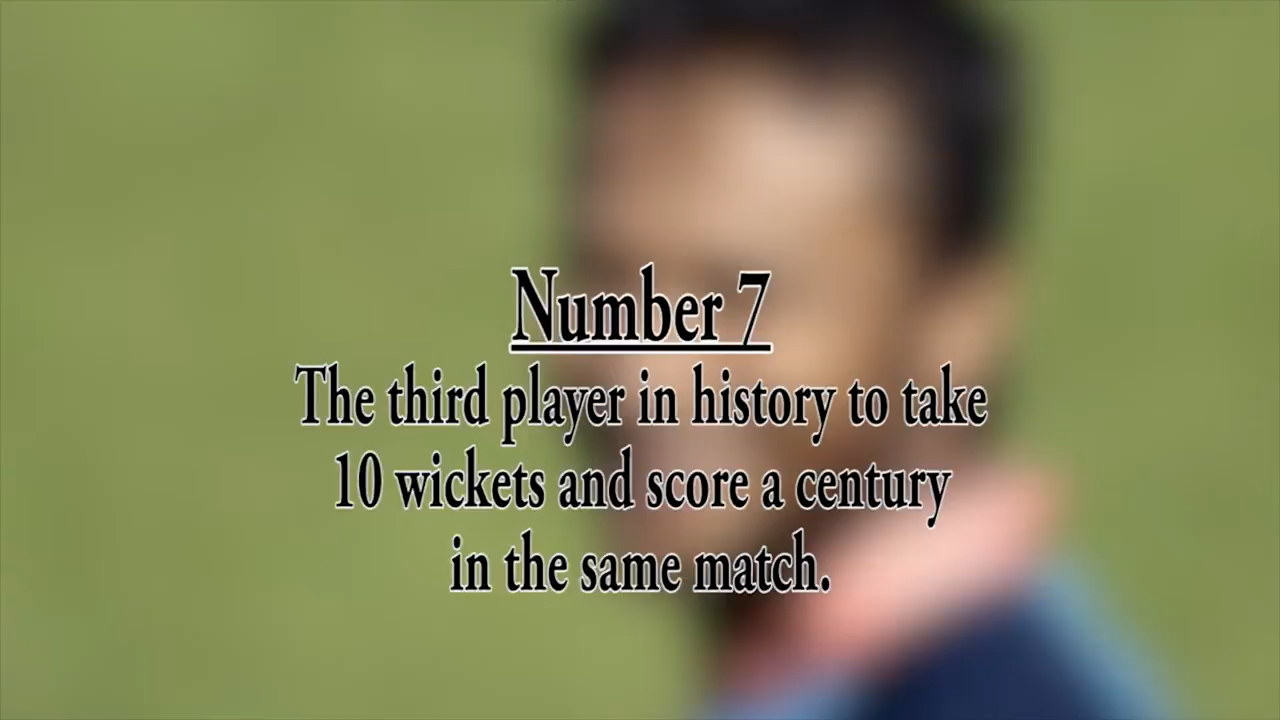 Number 7
The third player in history to take
10 wickets and score a century
in the same match.